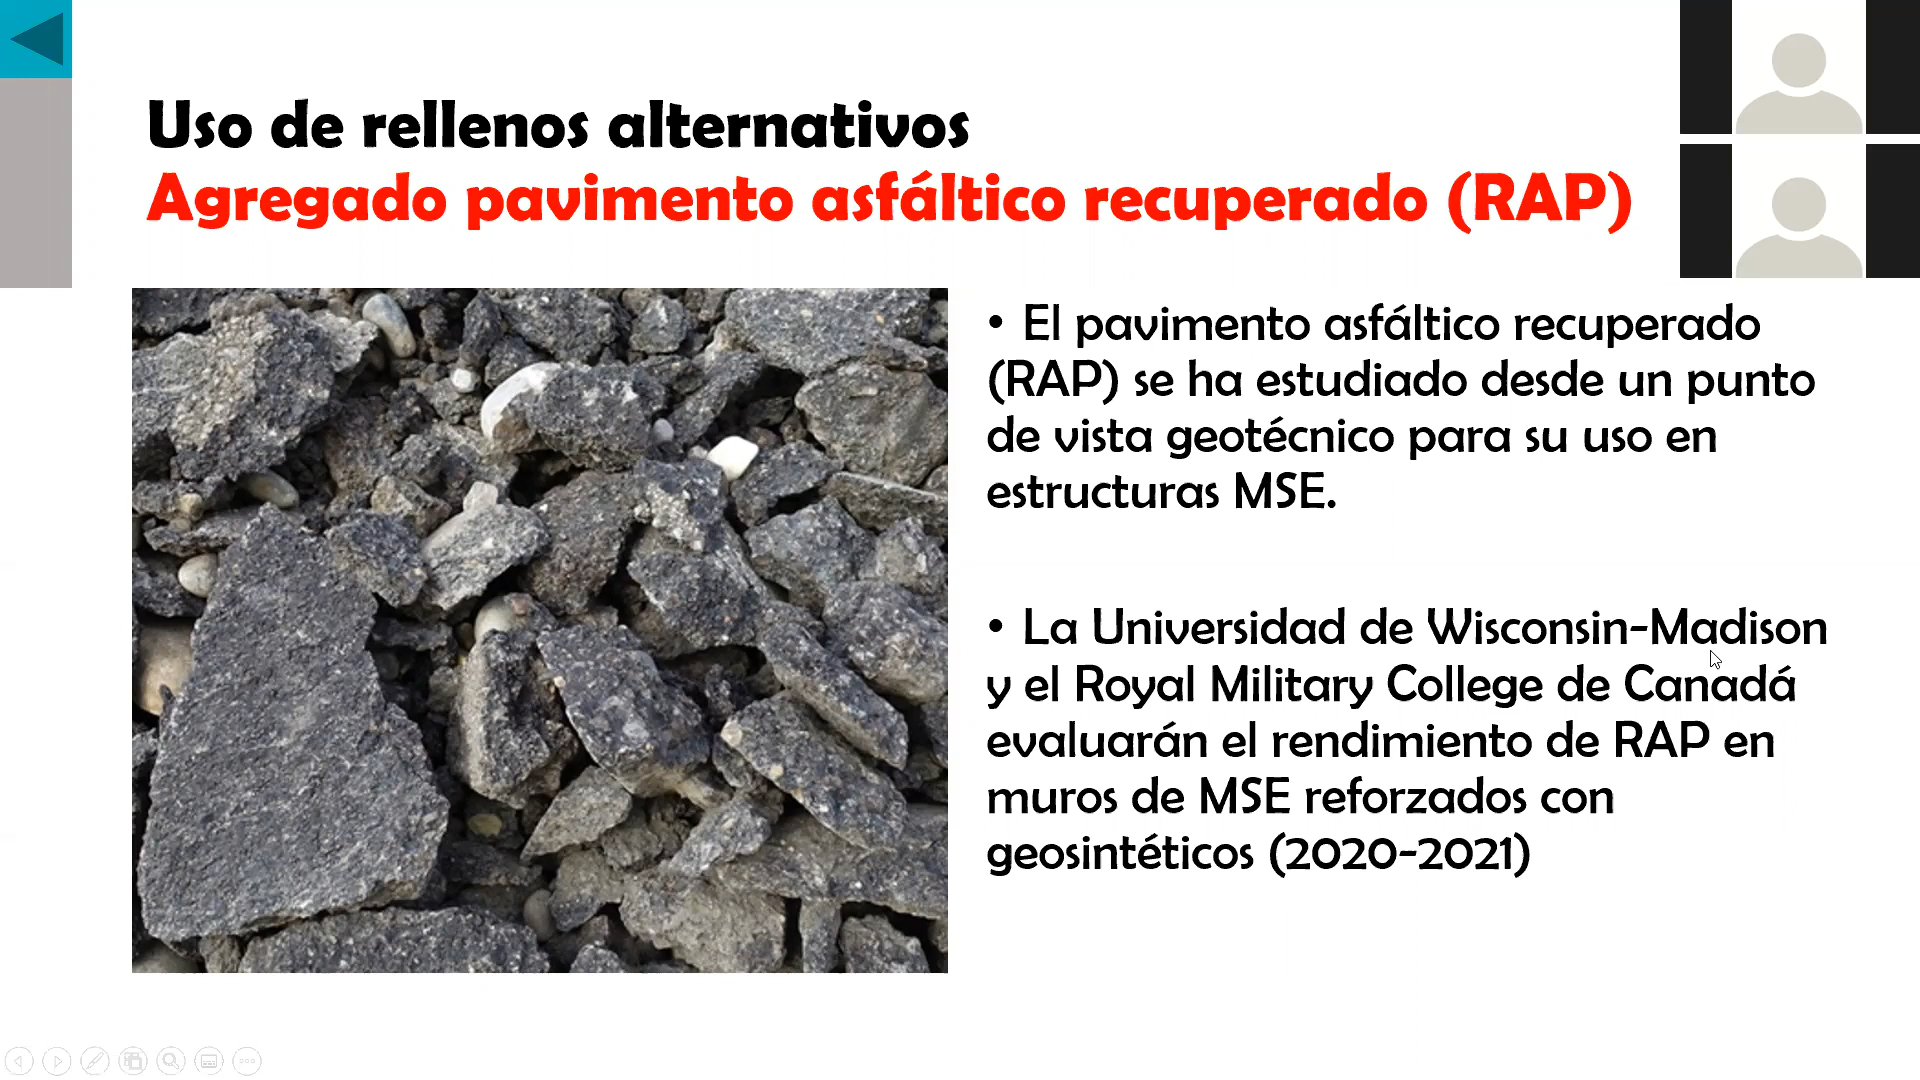 Uso de rellenos alternativos
Agregado pavimento asfáltico recuperado (RAP)
• El pavimento asfáltico recuperado
(RAP) se ha estudiado desde un punto
de vista geotécnico para su uso en
estructuras MSE.
• La Universidad de Wisconsin-Madison
y el Royal Military College de Canadá
evaluarán el rendimiento de RAP en
muros de MSE reforzados con
geosintéticos (2020-2021)